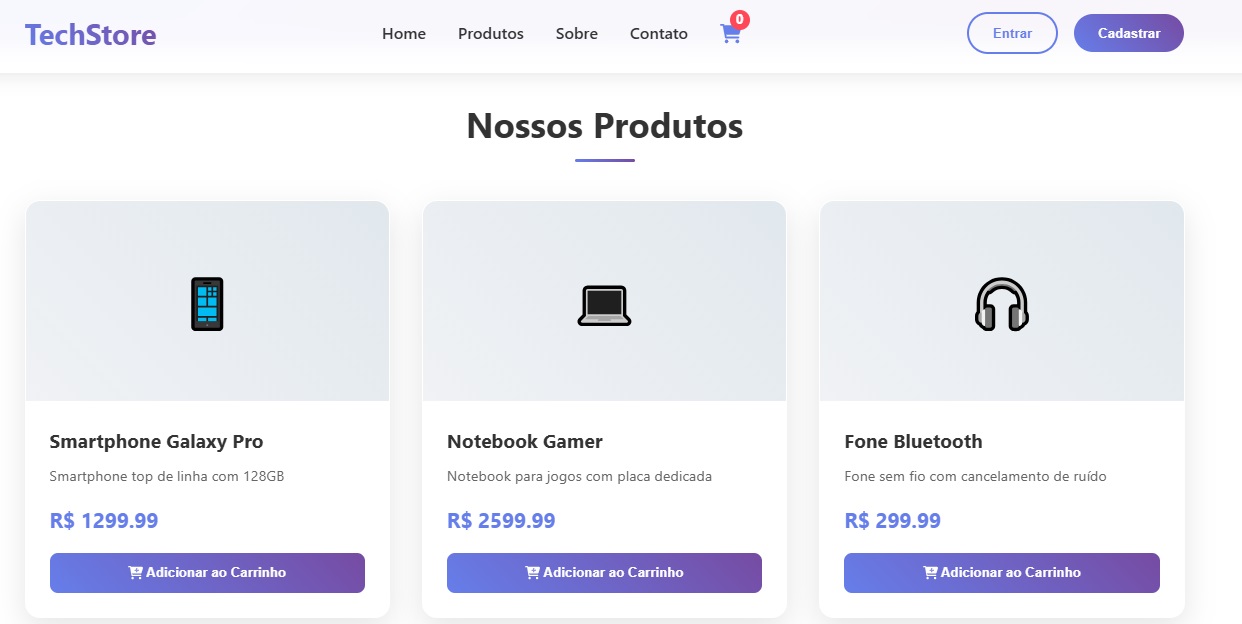 TechStore
Home
Produtos
Sobre
Contato
0
Entrar
Cadastrar
Nossos Produtos
Smartphone Galaxy Pro
Smartphone top de linha com 128GB
R$ 1299.99
Adicionar ao Carrinho
Notebook Gamer
Notebook para jogos com placa dedicada
R$ 2599.99
Adicionar ao Carrinho
Fone Bluetooth
Fone sem fio com cancelamento de ruído
R$ 299.99
Adicionar ao Carrinho